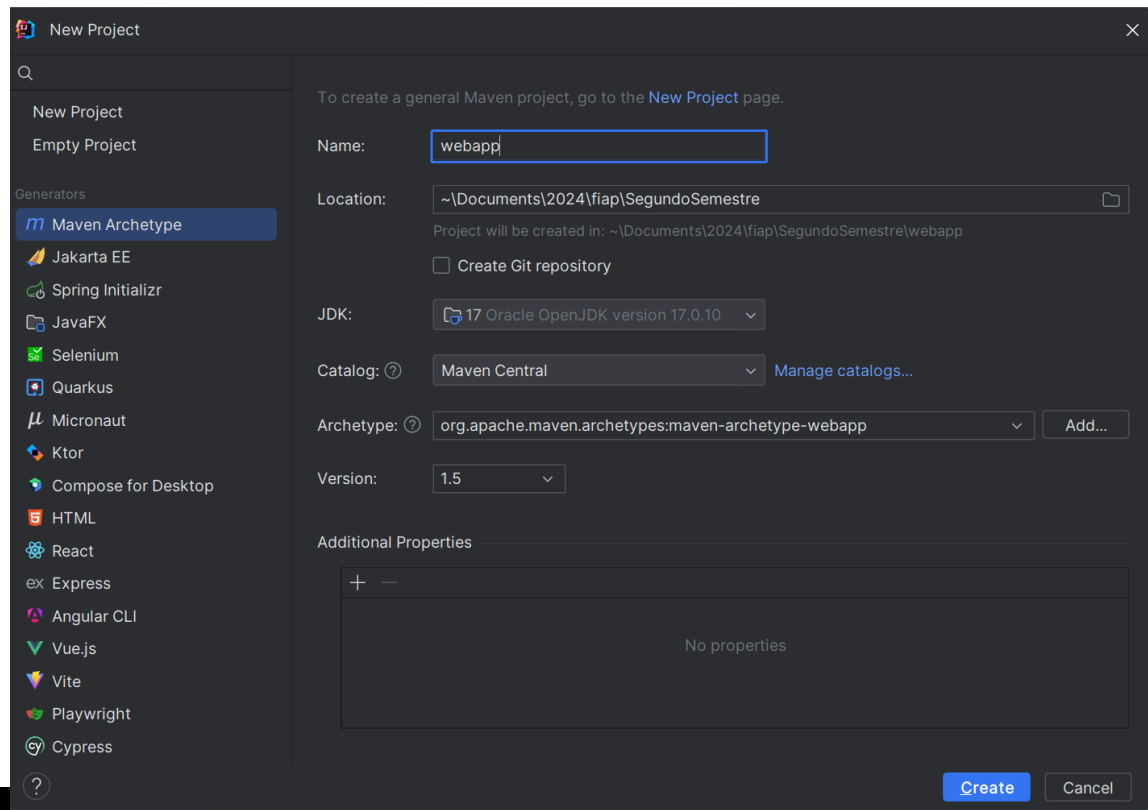 New Project
New Project
Empty Project
Generators
Maven Archetype
Jakarta EE
Spring Initializr
JavaFX
Selenium
Quarkus
Micronaut
Ktor
Compose for Desktop
HTML
React
ex Express
Angular CLI
Vue.js
Vite
Playwright
cy Cypress
?
To create a general Maven project, go to the New Project page.
Name: webapp
Location: ~\Documents\2024\fiap\SegundoSemestre
Project will be created in: ~\Documents\2024\fiap\SegundoSemestre\webapp
Create Git repository
JDK: 17 Oracle OpenJDK version 17.0.10
Catalog: ? Maven Central Manage catalogs...
Archetype: ? org.apache.maven.archetypes:maven-archetype-webapp Add...
Version: 1.5
Additional Properties
No properties
Create Cancel